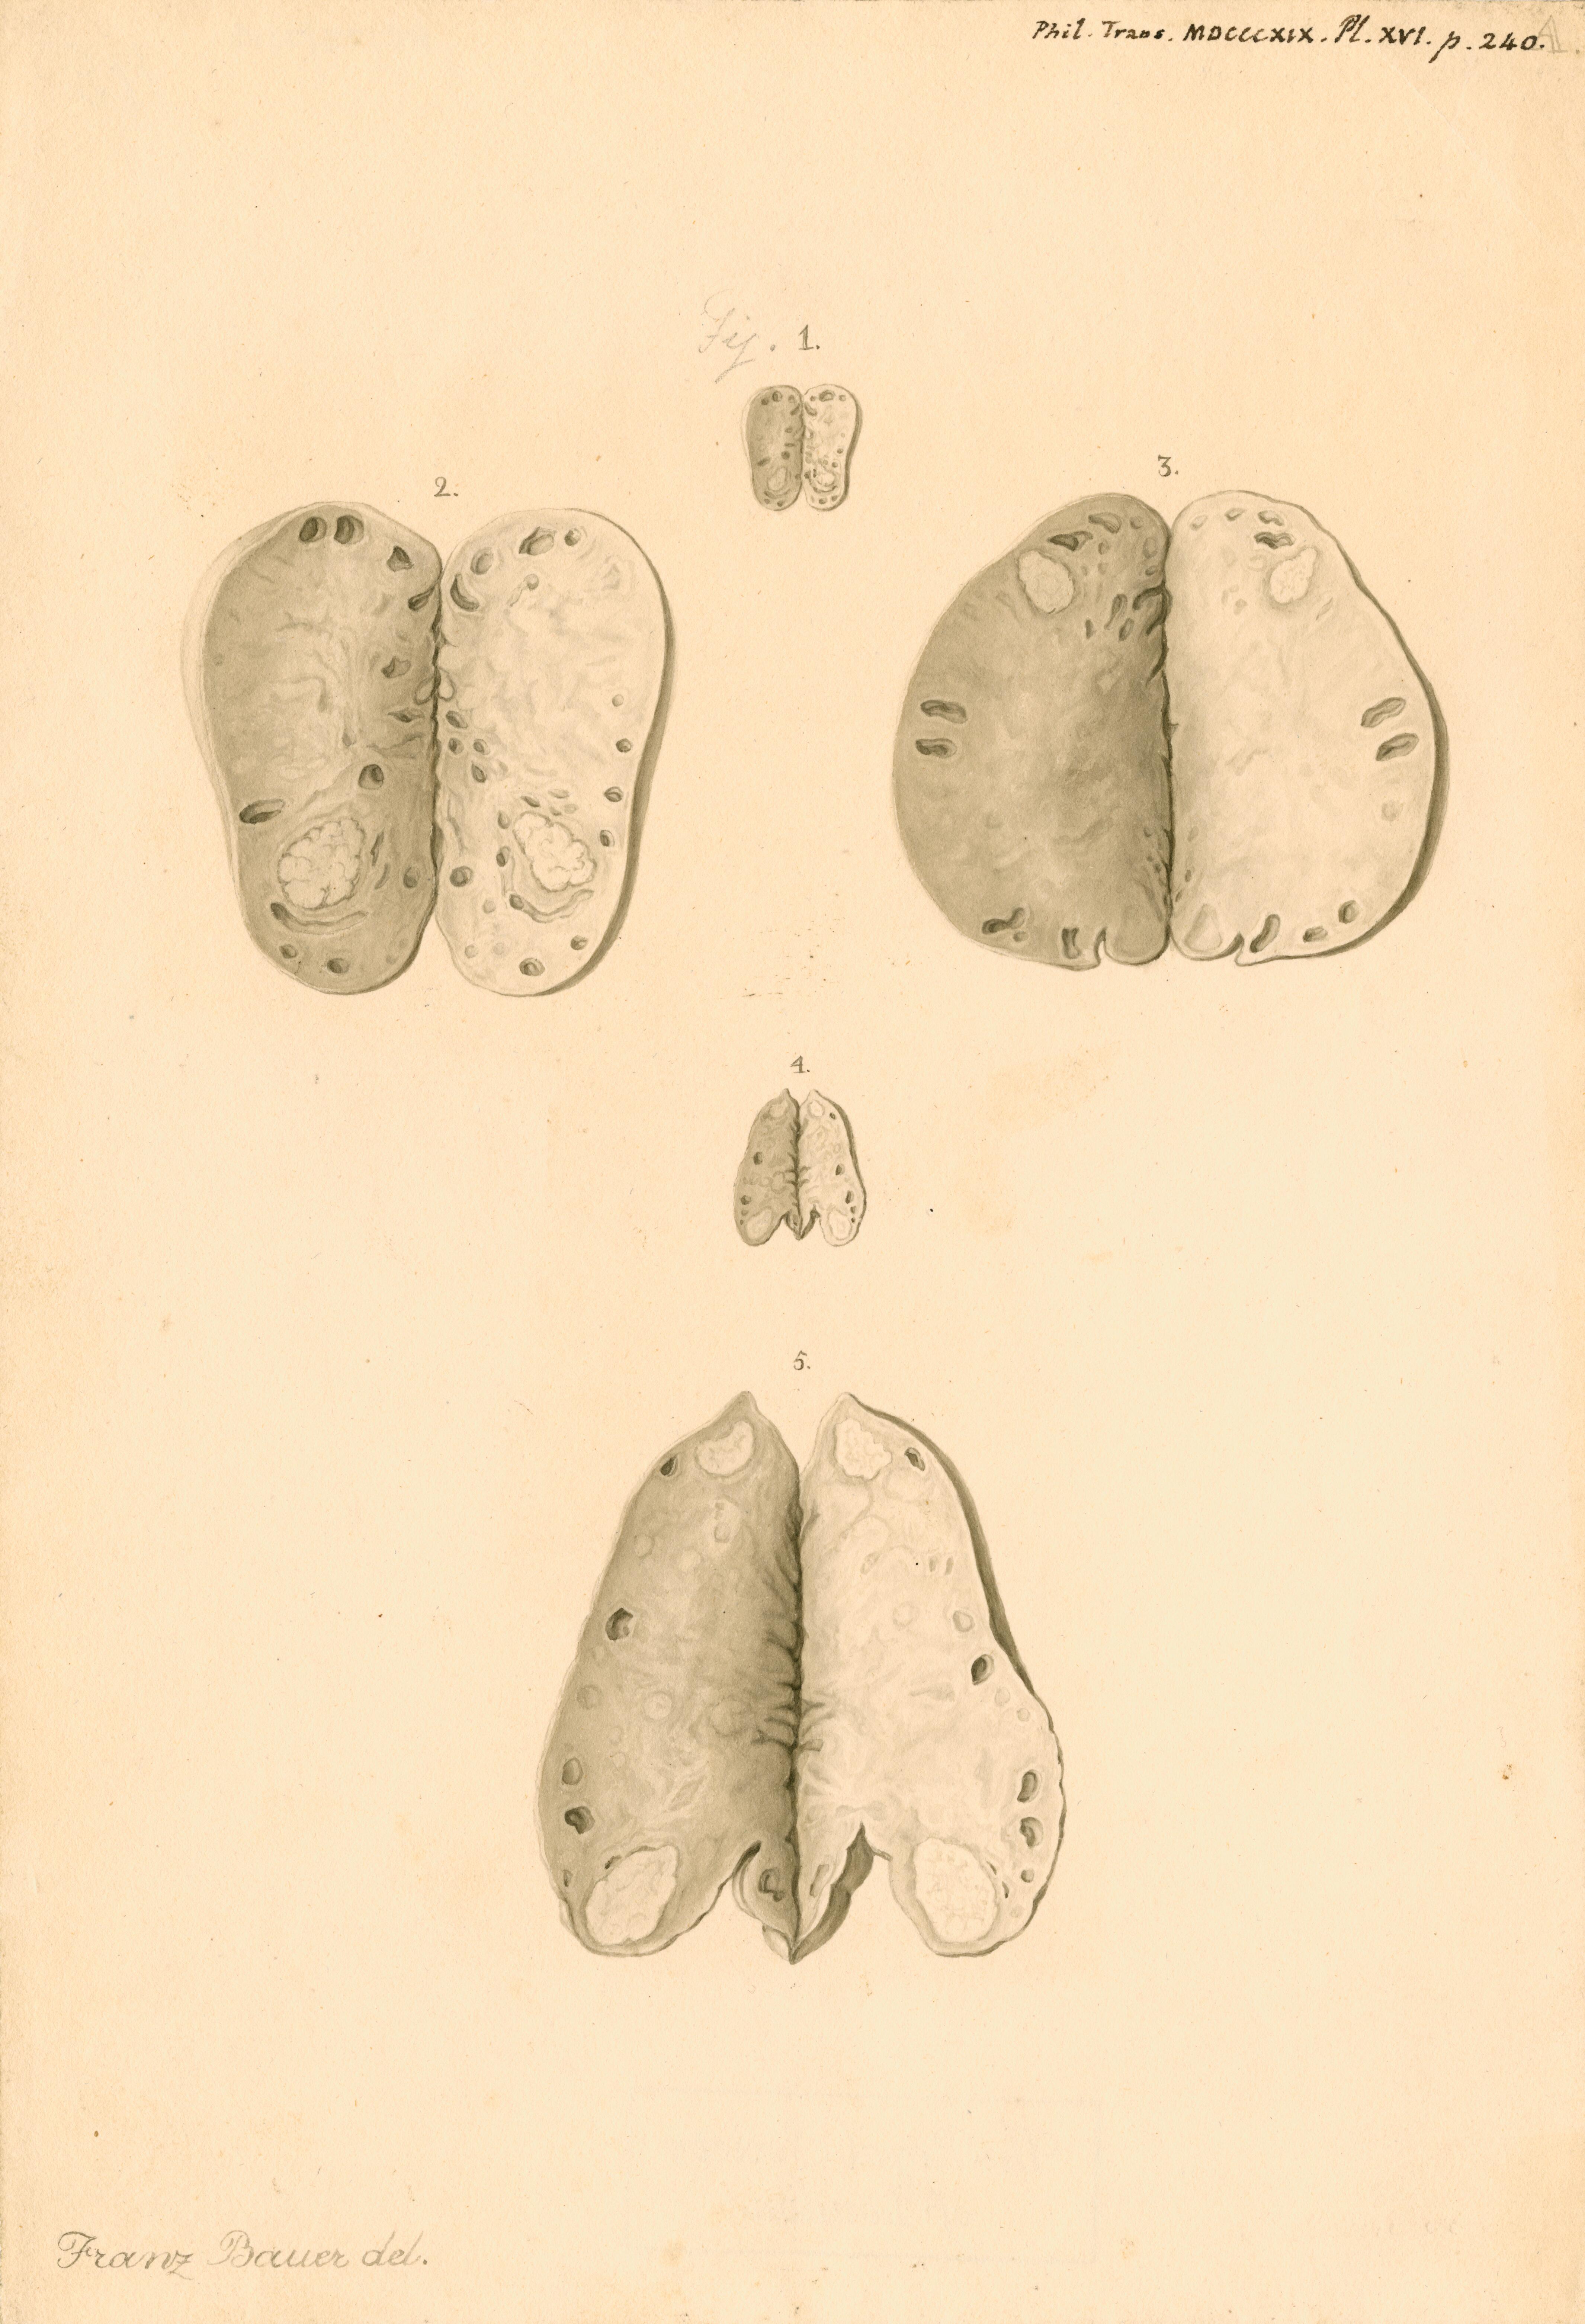 Phil. Trans. MDCCCXIX. Pl. XVI. p. 240.
Fig. 1.
2.
3.
4.
5.
Franz Bauer del.